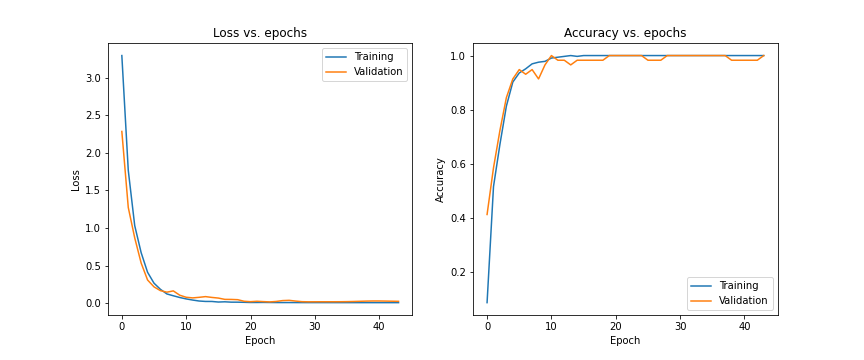 Loss vs. epochs
Training
Validation
3.0
2.5
2.0
1.5
1.0
0.5
0.0
Loss
0
10
20
30
40
Epoch
Accuracy vs. epochs
1.0
0.8
0.6
0.4
0.2
Accuracy
Training
Validation
0
10
20
30
40
Epoch